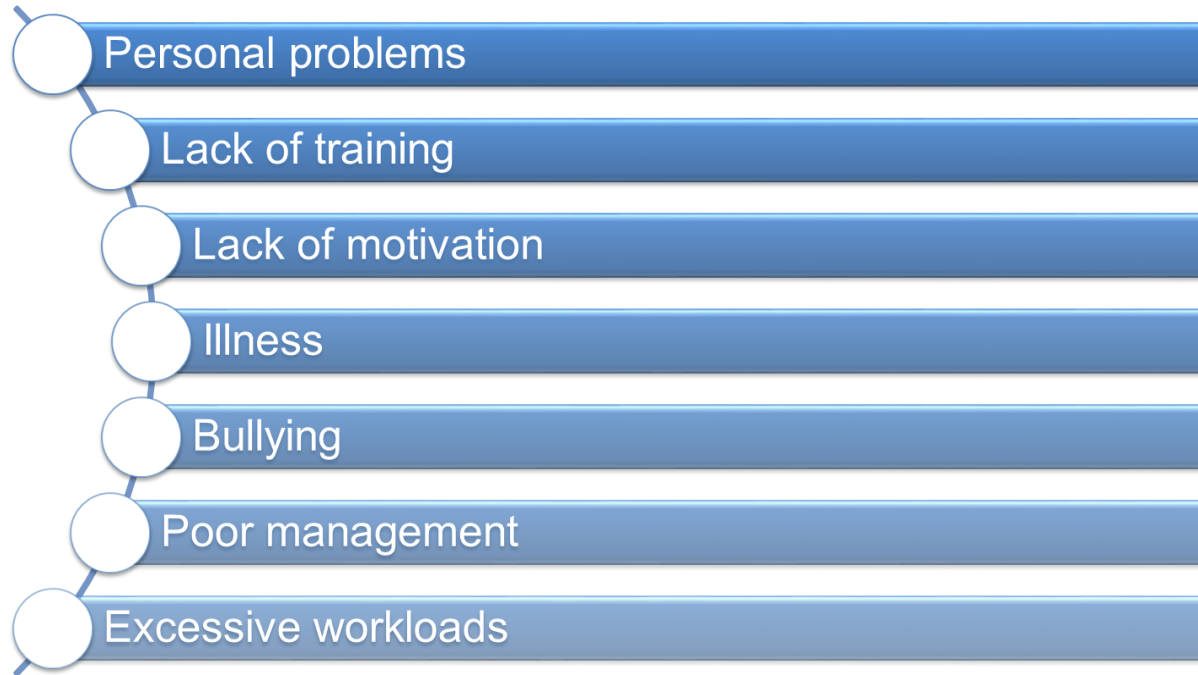 Personal problems
Lack of training
Lack of motivation
Illness
Bullying
Poor management
Excessive workloads